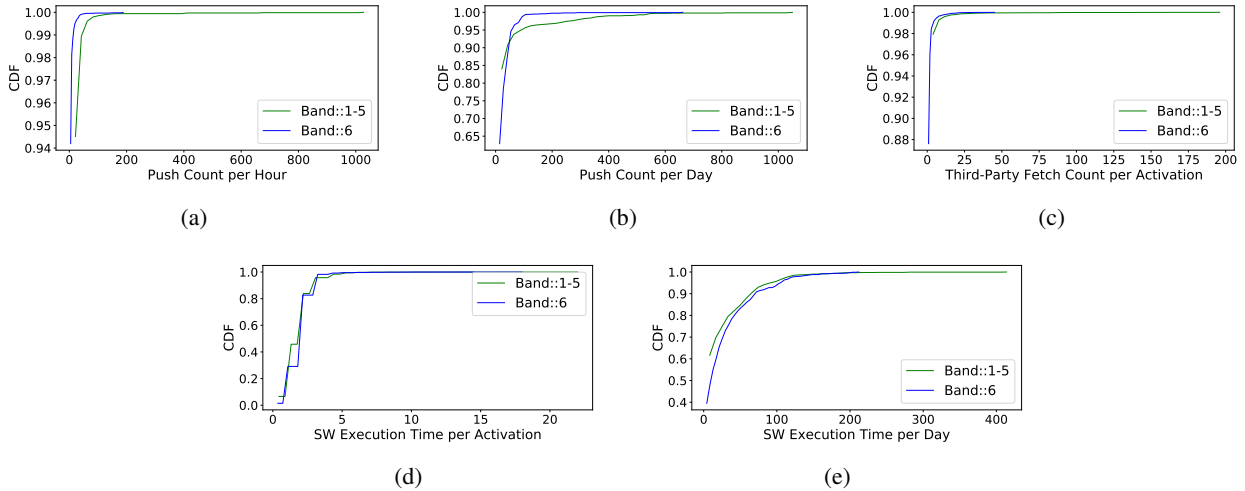 1.00
0.99
0.98
0.97
0.96
0.95
0.94
CDF
0 200 400 600 800 1000
Push Count per Hour
Band::1-5
Band::6
(a)
1.00
0.95
0.90
0.85
0.80
0.75
0.70
0.65
CDF
0 200 400 600 800 1000
Push Count per Day
Band::1-5
Band::6
(b)
1.00
0.98
0.96
0.94
0.92
0.90
0.88
CDF
0 25 50 75 100 125 150 175 200
Third-Party Fetch Count per Activation
Band::1-5
Band::6
(c)
1.0
0.8
0.6
0.4
0.2
0.0
CDF
0 5 10 15 20
SW Execution Time per Activation
Band::1-5
Band::6
(d)
1.0
0.9
0.8
0.7
0.6
0.5
0.4
CDF
0 100 200 300 400
SW Execution Time per Day
Band::1-5
Band::6
(e)